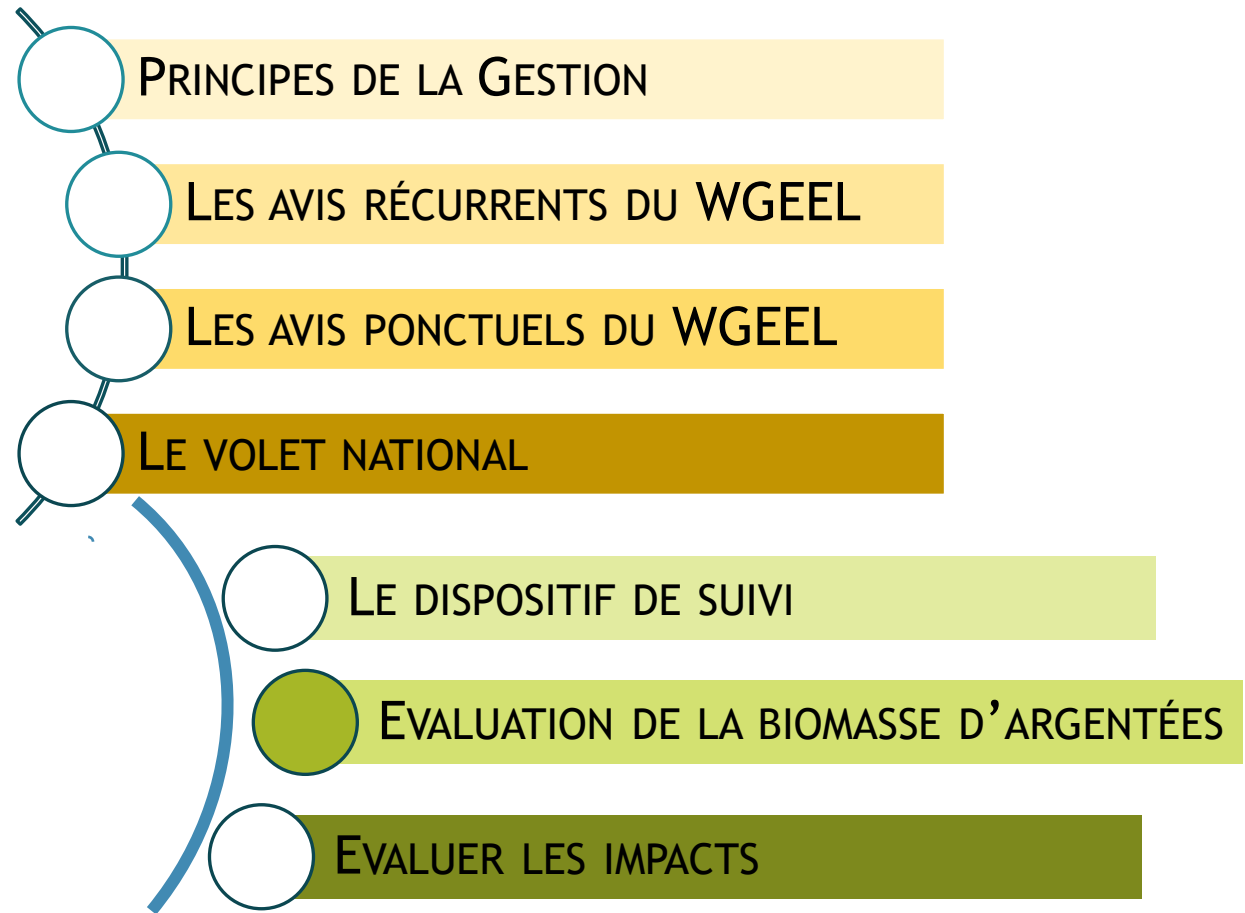 Principes de la Gestion
Les avis récurrents du WGEEL
Les avis ponctuels du WGEEL
Le volet national
Le dispositif de suivi
Evaluation de la biomasse d’argentées
Evaluer les impacts